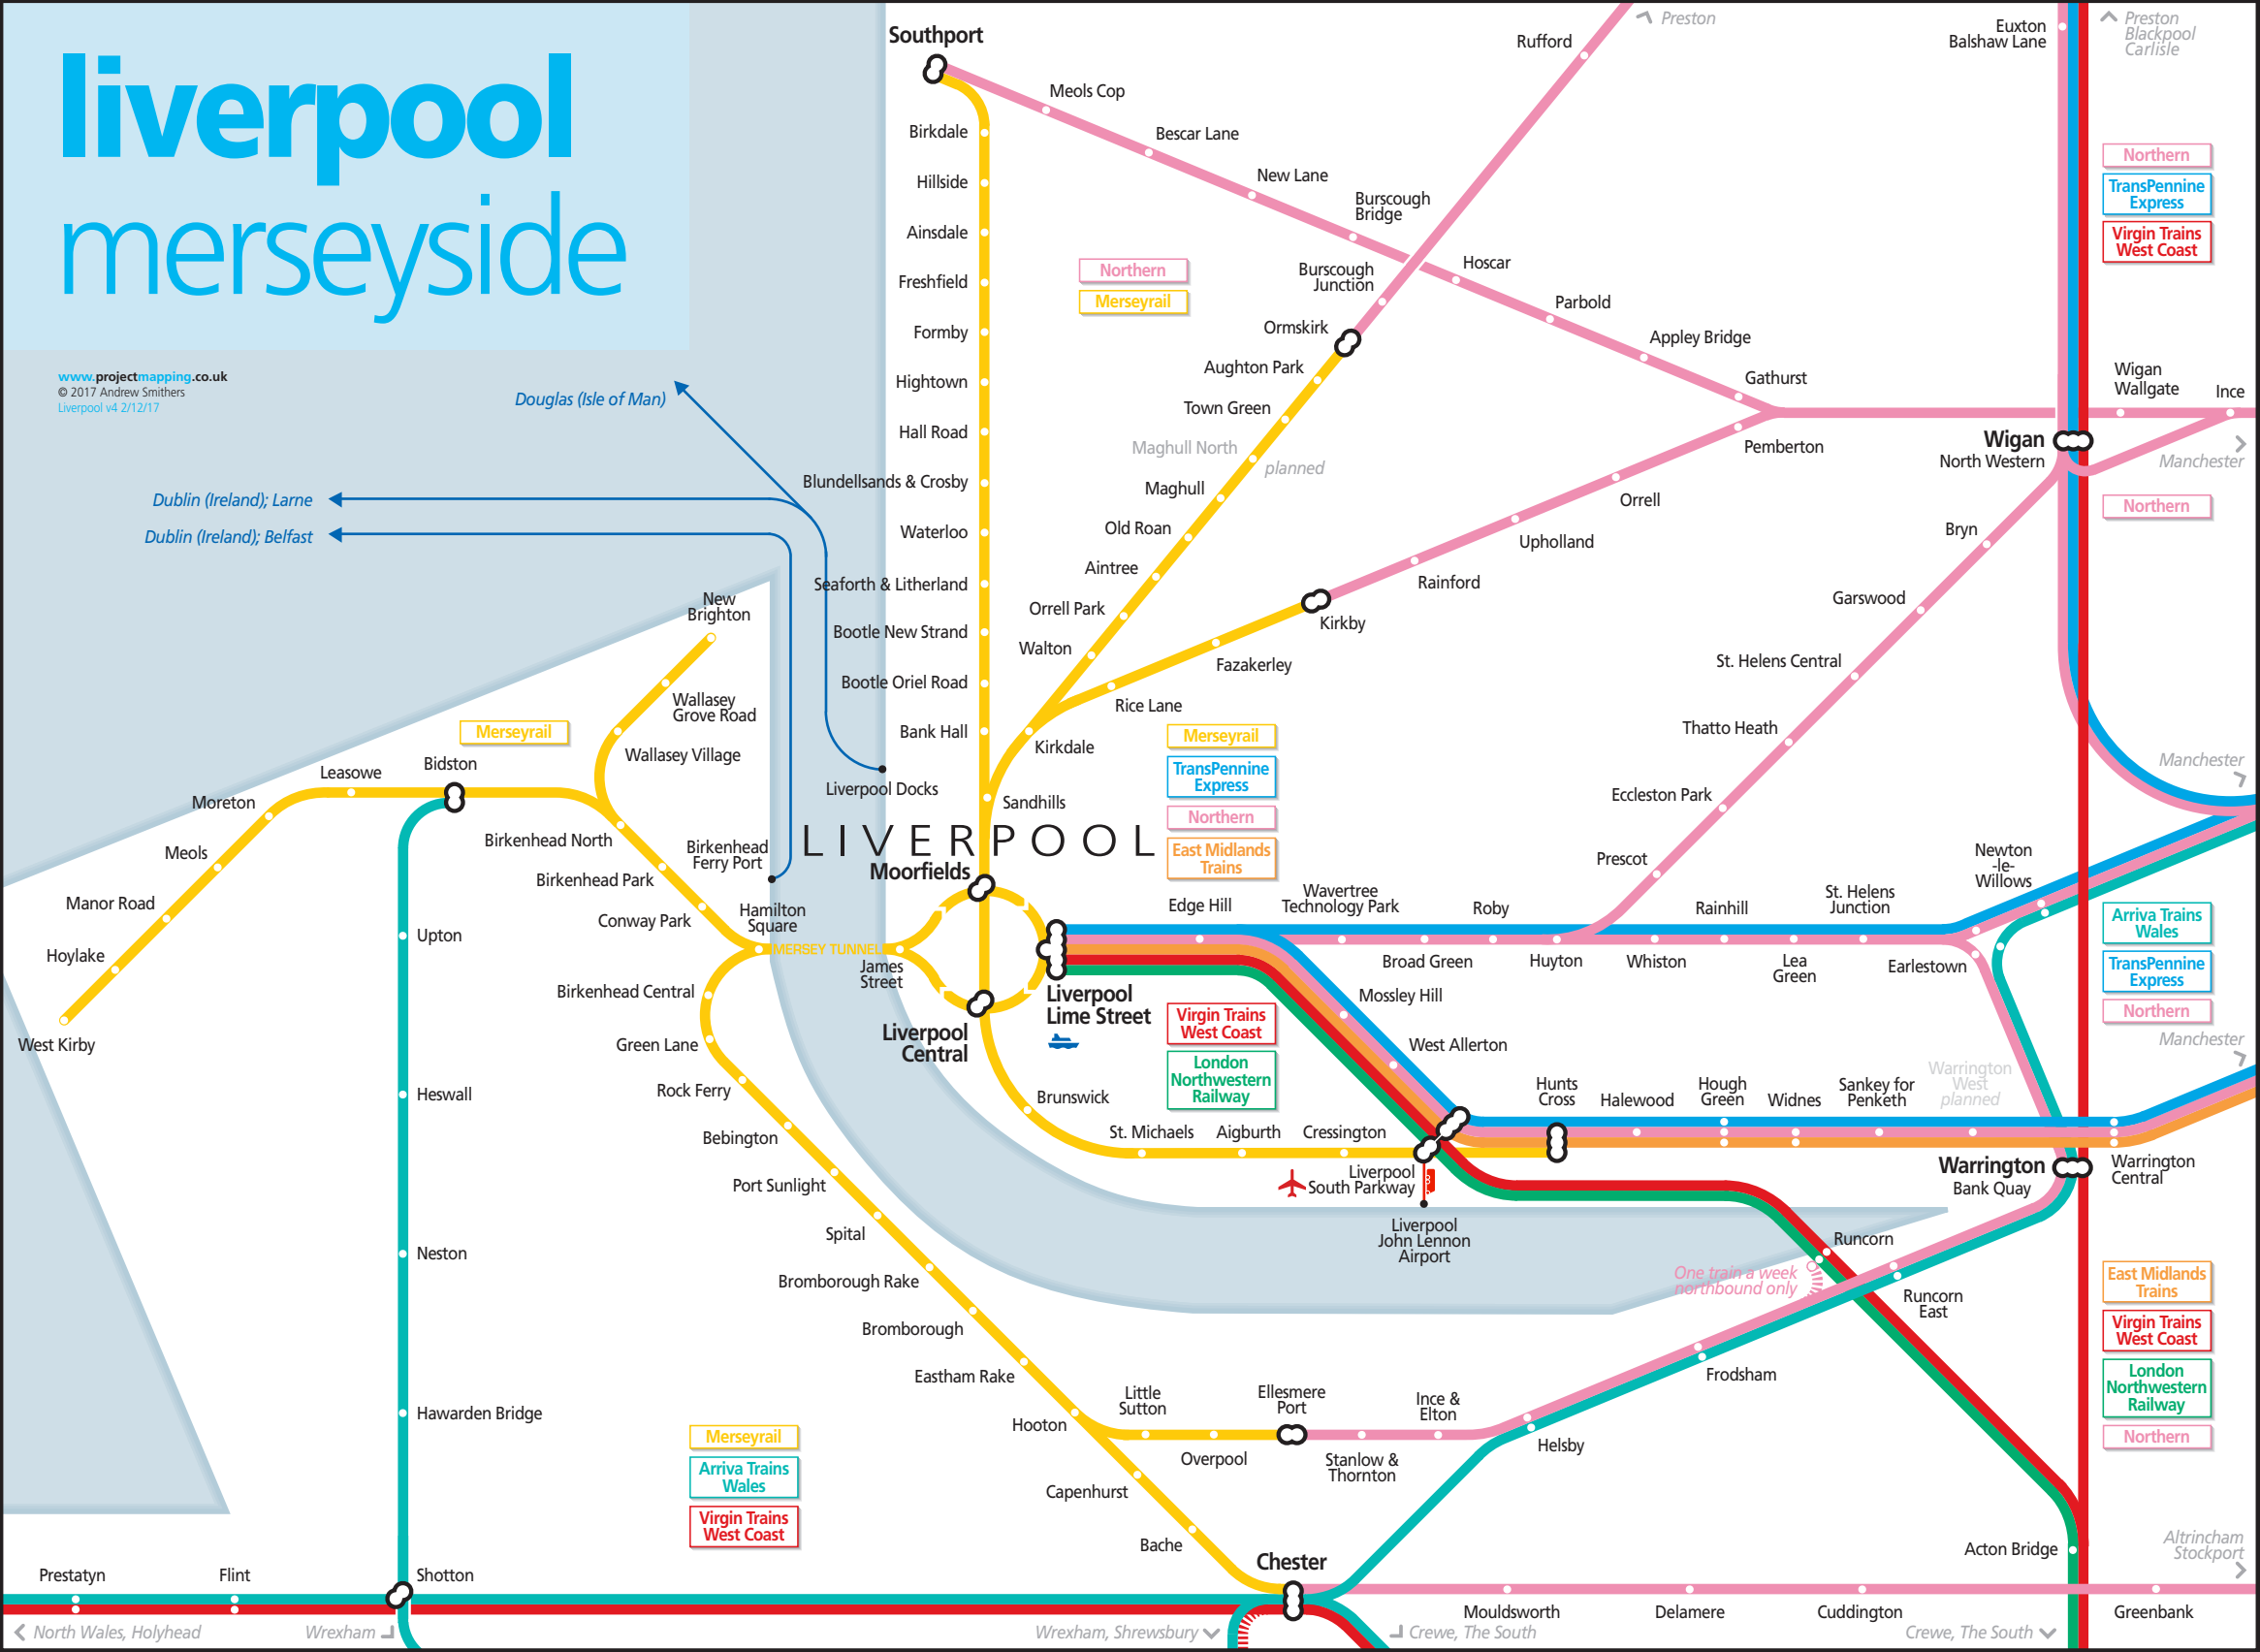 liverpool
merseyside
www.projectmapping.co.uk
© 2017 Andrew Smithers
Liverpool v4 2/12/17
Douglas (Isle of Man)
Dublin (Ireland); Larne
Dublin (Ireland); Belfast
Southport
Birkdale
Hillside
Ainsdale
Freshfield
Formby
Hightown
Hall Road
Blundellsands & Crosby
Waterloo
Seaforth & Litherland
Bootle New Strand
Bootle Oriel Road
Bank Hall
Liverpool Docks
Sandhills
Meols Cop
Bescar Lane
New Lane
Burscough
Bridge
Hoscar
Parbold
Appley Bridge
Gathurst
Rufford
Preston
Burscough
Junction
Ormskirk
Aughton Park
Town Green
Maghull North
planned
Maghull
Old Roan
Aintree
Orrell Park
Walton
Kirkdale
Rice Lane
Fazakerley
Kirkby
Rainford
Upholland
Orrell
Pemberton
Northern
Merseyrail
Euxton
Balshaw Lane
Preston
Blackpool
Carlisle
Northern
TransPennine
Express
Virgin Trains
West Coast
Wigan
Wallgate
Ince
Wigan
North Western
Manchester
Northern
Bryn
Garswood
St. Helens Central
Thatto Heath
Eccleston Park
Prescot
Manchester
New
Brighton
Wallasey
Grove Road
Wallasey Village
Merseyrail
Bidston
Leasowe
Moreton
Meols
Manor Road
Hoylake
West Kirby
Birkenhead North
Birkenhead Park
Conway Park
Birkenhead
Ferry Port
Hamilton
Square
MERSEY TUNNEL
James
Street
LIVERPOOL
Moorfields
Liverpool
Central
Liverpool
Lime Street
Merseyrail
TransPennine
Express
Northern
East Midlands
Trains
Virgin Trains
West Coast
London
Northwestern
Railway
Edge Hill
Wavertree
Technology Park
Broad Green
Roby
Huyton
Whiston
Rainhill
Lea
Green
St. Helens
Junction
Earlestown
Newton
-le-
Willows
Arriva Trains
Wales
TransPennine
Express
Northern
Manchester
Mossley Hill
West Allerton
Hunts
Cross
Halewood
Hough
Green
Widnes
Sankey for
Penketh
Warrington
West
planned
Warrington
Central
Warrington
Bank Quay
Brunswick
St. Michaels
Aigburth
Cressington
Liverpool
South Parkway
Liverpool
John Lennon
Airport
Upton
Heswall
Neston
Hawarden Bridge
Shotton
Birkenhead Central
Green Lane
Rock Ferry
Bebington
Port Sunlight
Spital
Bromborough Rake
Bromborough
Eastham Rake
Hooton
Little
Sutton
Overpool
Ellesmere
Port
Stanlow &
Thornton
Ince &
Elton
Helsby
Frodsham
Runcorn
East
Runcorn
One train a week
northbound only
Capenhurst
Bache
Chester
Merseyrail
Arriva Trains
Wales
Virgin Trains
West Coast
East Midlands
Trains
Virgin Trains
West Coast
London
Northwestern
Railway
Northern
Acton Bridge
Altrincham
Stockport
Prestatyn
Flint
Mouldsworth
Delamere
Cuddington
Greenbank
North Wales, Holyhead
Wrexham
Wrexham, Shrewsbury
Crewe, The South
Crewe, The South